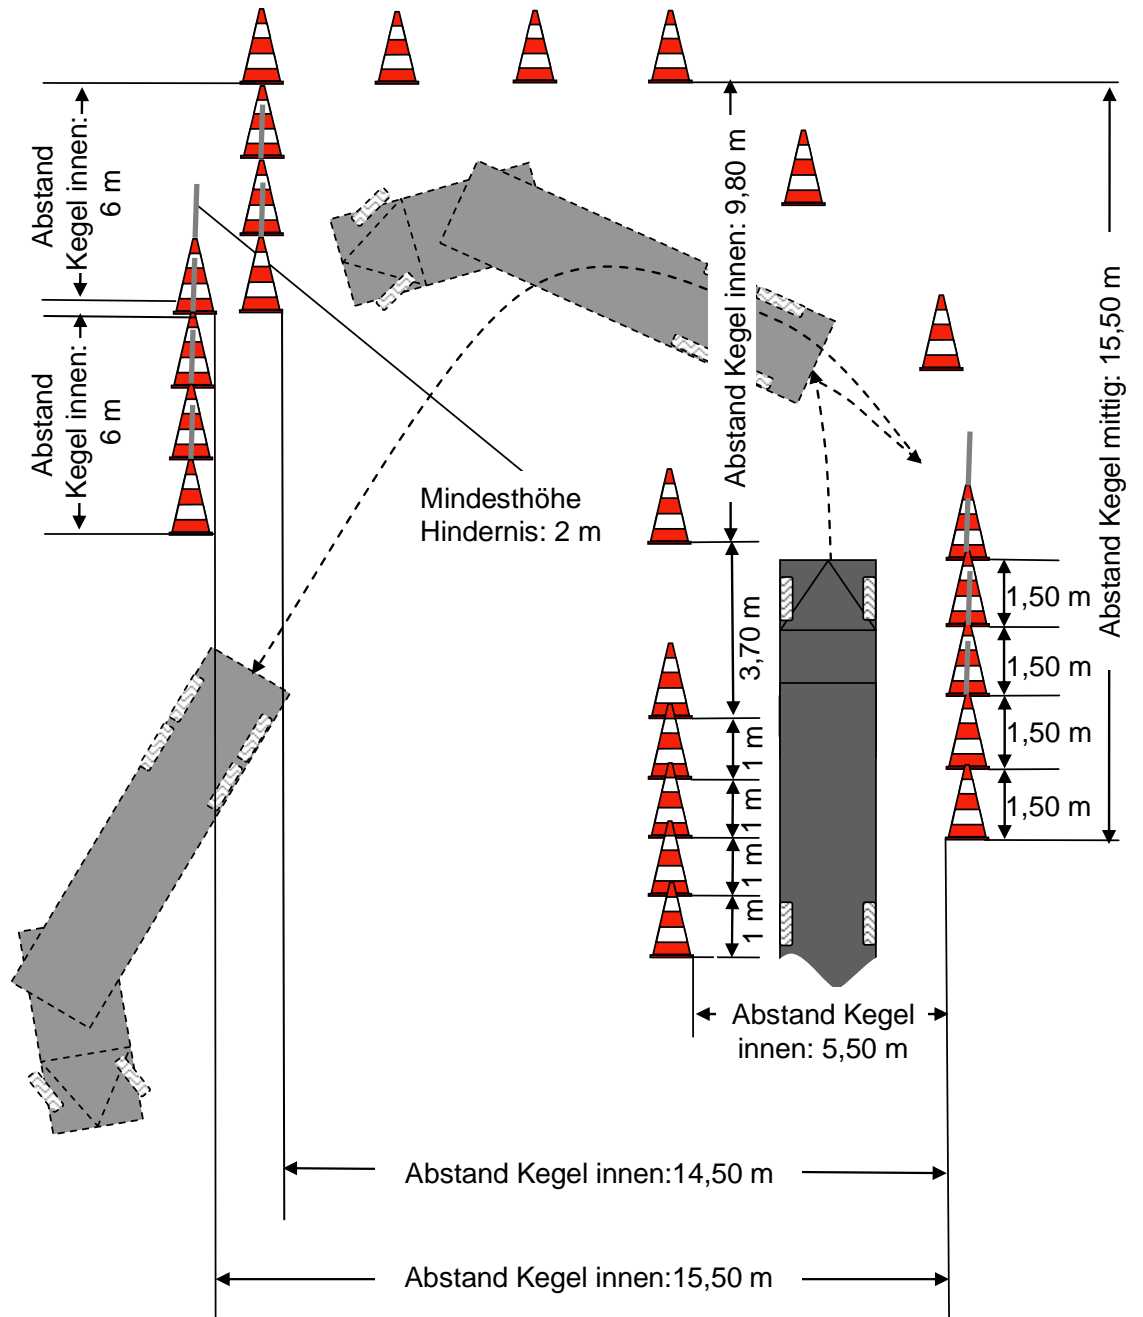 Abstand
Kegel innen:
6 m
Abstand
Kegel innen:
6 m
Mindesthöhe
Hindernis: 2 m
Abstand Kegel innen: 9,80 m
3,70 m
1 m
1 m
1 m
1 m
Abstand Kegel mittig: 15,50 m
1,50 m
1,50 m
1,50 m
1,50 m
Abstand Kegel
innen: 5,50 m
Abstand Kegel innen:14,50 m
Abstand Kegel innen:15,50 m